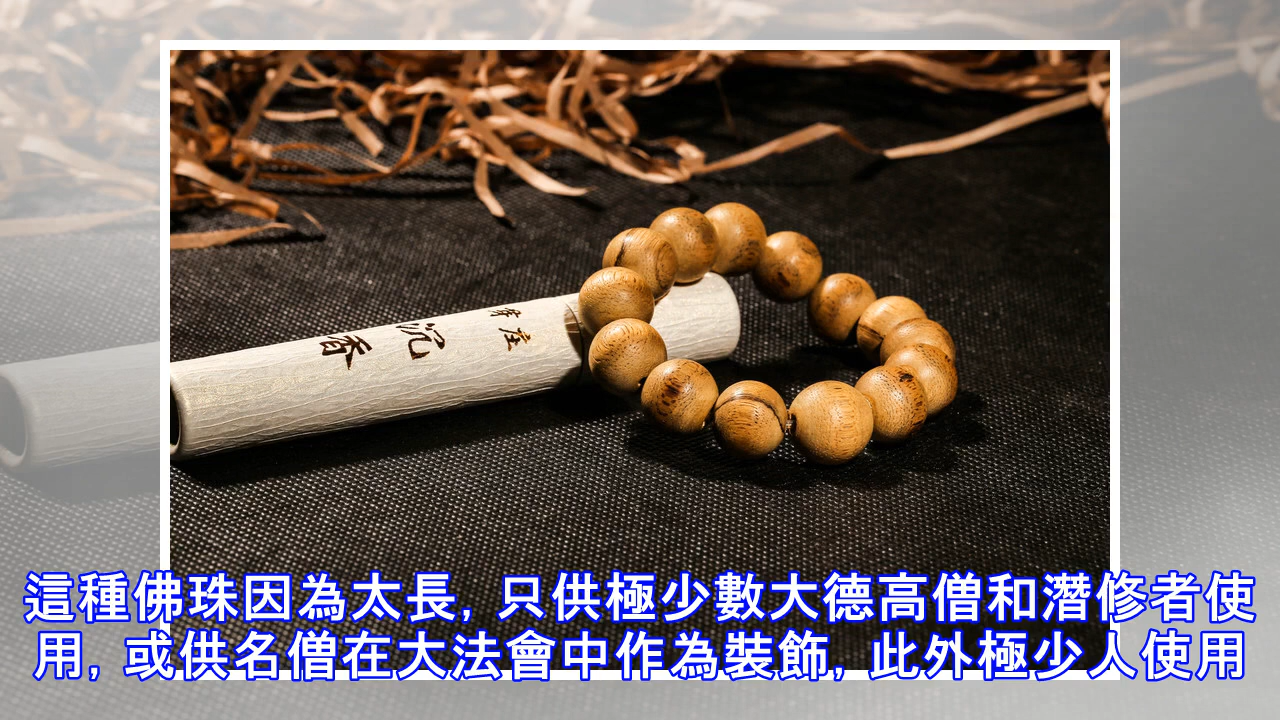 沉香
這種佛珠因為太長, 只供極少數大德高僧和潛修者使
用, 或供名僧在大法會中作為裝飾, 此外極少人使用